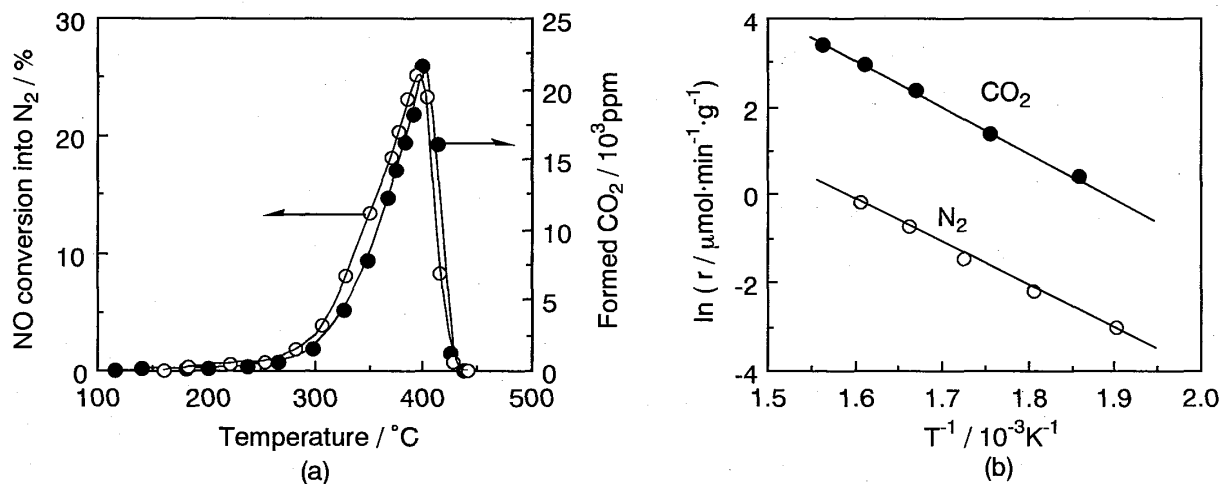 NO conversion into N₂ / %
30
20
10
0
Formed CO₂ / 10³ppm
25
20
15
10
5
0
100 200 300 400 500
Temperature / °C
(a)
ln ( r / μmol·min⁻¹·g⁻¹)
4
2
0
-2
-4
CO₂
N₂
1.5 1.6 1.7 1.8 1.9 2.0
T⁻¹ / 10⁻³K⁻¹
(b)